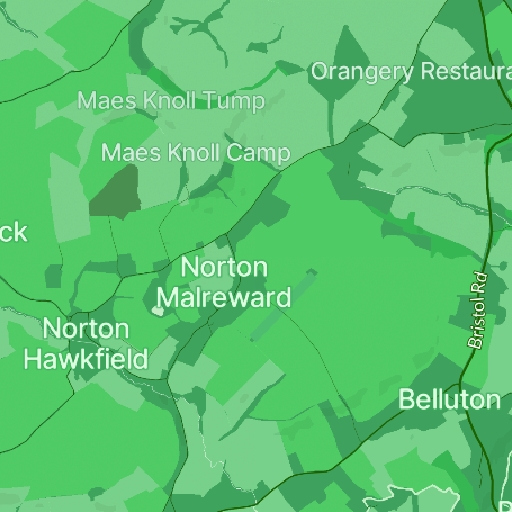 Orangery Restaura
Maes Knoll Tump
Maes Knoll Camp
ck
Norton
Malreward
Bristol Rd
Norton
Hawkfield
Belluton